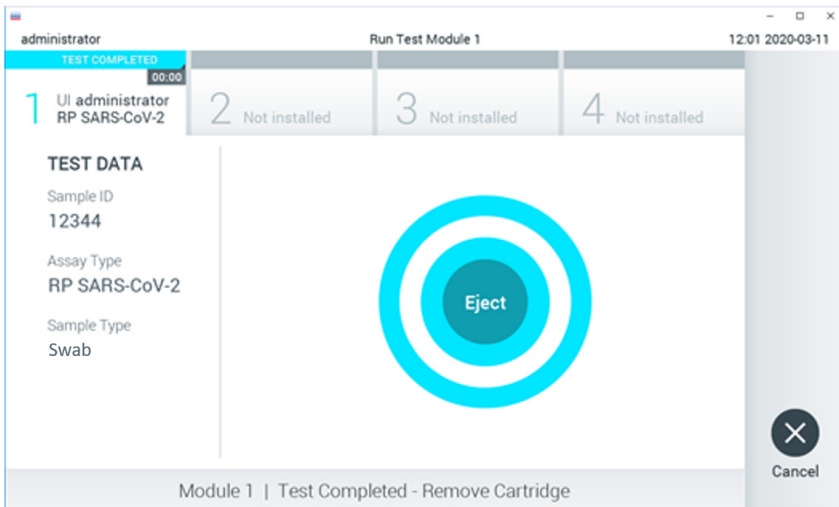 administrator Run Test Module 1 12:01 2020-03-11
TEST COMPLETED
00:00
1 UI administrator
RP SARS-CoV-2
2 Not installed
3 Not installed
4 Not installed
TEST DATA
Sample ID
12344
Assay Type
RP SARS-CoV-2
Sample Type
Swab
Eject
Cancel
Module 1 | Test Completed - Remove Cartridge